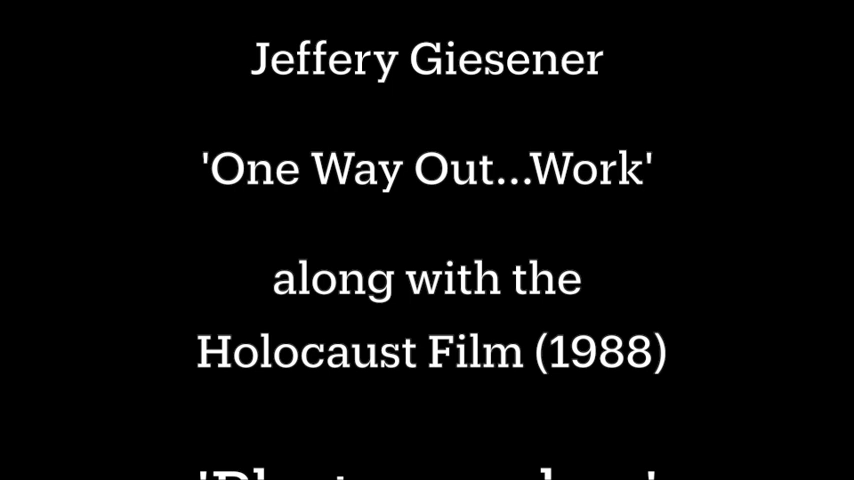 Jeffery Giesener
'One Way Out...Work'
along with the
Holocaust Film (1988)